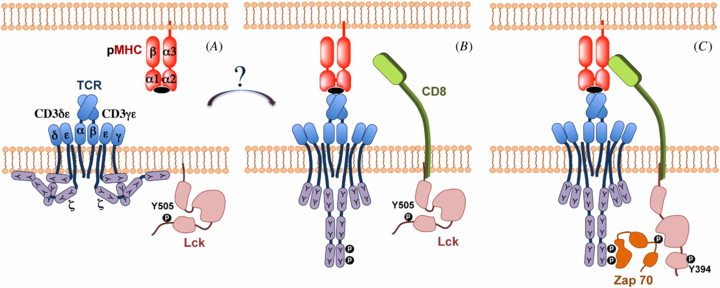 (A)
pMHC
β α3
α1 α2
TCR
CD3δε CD3γε
δ ε α β ε γ
Y Y Y Y Y Y Y Y Y Y
ζ ζ
Y505
P
Lck
?
(B)
CD8
Y Y
Y Y
Y Y
Y Y
Y Y P
Y Y P
Y505
P
Lck
(C)
Y Y
Y Y
Y Y
Y Y
Y Y P
Y Y P
P
P
Y394
Zap 70